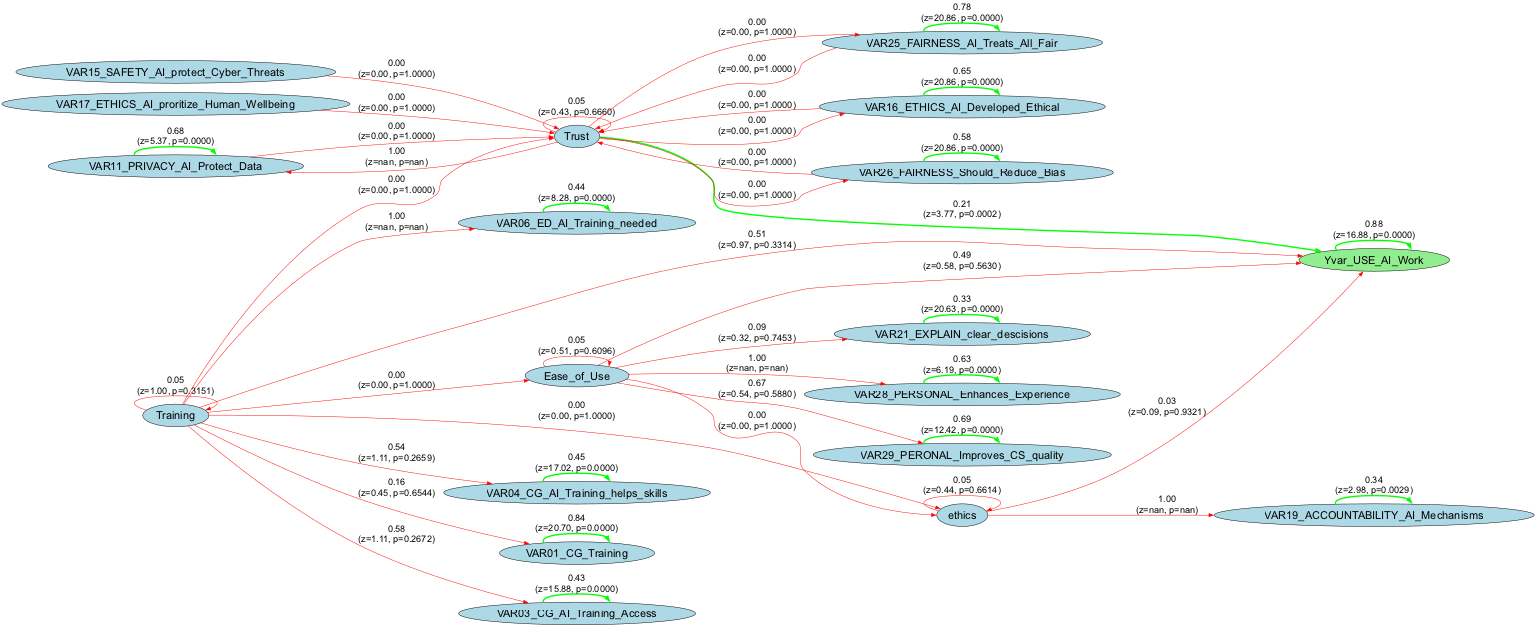 0.78
(z=20.86, p=0.0000)
VAR25_FAIRNESS_AI_Treats_All_Fair
0.00
(z=0.00, p=1.0000)
0.00
(z=0.00, p=1.0000)
VAR15_SAFETY_AI_protect_Cyber_Threats
0.00
(z=0.00, p=1.0000)
0.65
(z=20.86, p=0.0000)
VAR16_ETHICS_AI_Developed_Ethical
VAR17_ETHICS_AI_proritize_Human_Wellbeing
0.00
(z=0.00, p=1.0000)
0.05
(z=0.43, p=0.6660)
Trust
0.00
(z=0.00, p=1.0000)
0.00
(z=0.00, p=1.0000)
0.68
(z=5.37, p=0.0000)
VAR11_PRIVACY_AI_Protect_Data
0.00
(z=0.00, p=1.0000)
1.00
(z=nan, p=nan)
0.58
(z=20.86, p=0.0000)
VAR26_FAIRNESS_Should_Reduce_Bias
0.00
(z=0.00, p=1.0000)
0.00
(z=0.00, p=1.0000)
0.00
(z=0.00, p=1.0000)
0.44
(z=8.28, p=0.0000)
VAR06_ED_AI_Training_needed
1.00
(z=nan, p=nan)
0.21
(z=3.77, p=0.0002)
0.88
(z=16.88, p=0.0000)
Yvar_USE_AI_Work
0.51
(z=0.97, p=0.3314)
0.49
(z=0.58, p=0.5630)
0.33
(z=20.63, p=0.0000)
VAR21_EXPLAIN_clear_descisions
0.09
(z=0.32, p=0.7453)
0.05
(z=0.51, p=0.6096)
Ease_of_Use
1.00
(z=nan, p=nan)
0.63
(z=6.19, p=0.0000)
VAR28_PERSONAL_Enhances_Experience
0.67
(z=0.54, p=0.5880)
0.05
(z=1.00, p=0.3151)
Training
0.00
(z=0.00, p=1.0000)
0.00
(z=0.00, p=1.0000)
0.00
(z=0.00, p=1.0000)
0.03
(z=0.09, p=0.9321)
0.69
(z=12.42, p=0.0000)
VAR29_PERONAL_Improves_CS_quality
0.54
(z=1.11, p=0.2659)
0.45
(z=17.02, p=0.0000)
VAR04_CG_AI_Training_helps_skills
0.05
(z=0.44, p=0.6614)
ethics
1.00
(z=nan, p=nan)
0.34
(z=2.98, p=0.0029)
VAR19_ACCOUNTABILITY_AI_Mechanisms
0.16
(z=0.45, p=0.6544)
0.84
(z=20.70, p=0.0000)
VAR01_CG_Training
0.58
(z=1.11, p=0.2672)
0.43
(z=15.88, p=0.0000)
VAR03_CG_AI_Training_Access